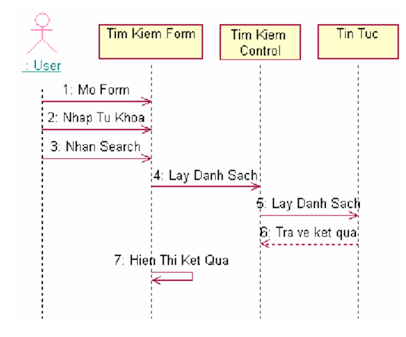 Tim Kiem Form
Tim Kiem
Control
Tin Tuc
: User
1: Mo Form
2: Nhap Tu Khoa
3: Nhan Search
4: Lay Danh Sach
5: Lay Danh Sach
6: Tra ve ket qua
7: Hien Thi Ket Qua